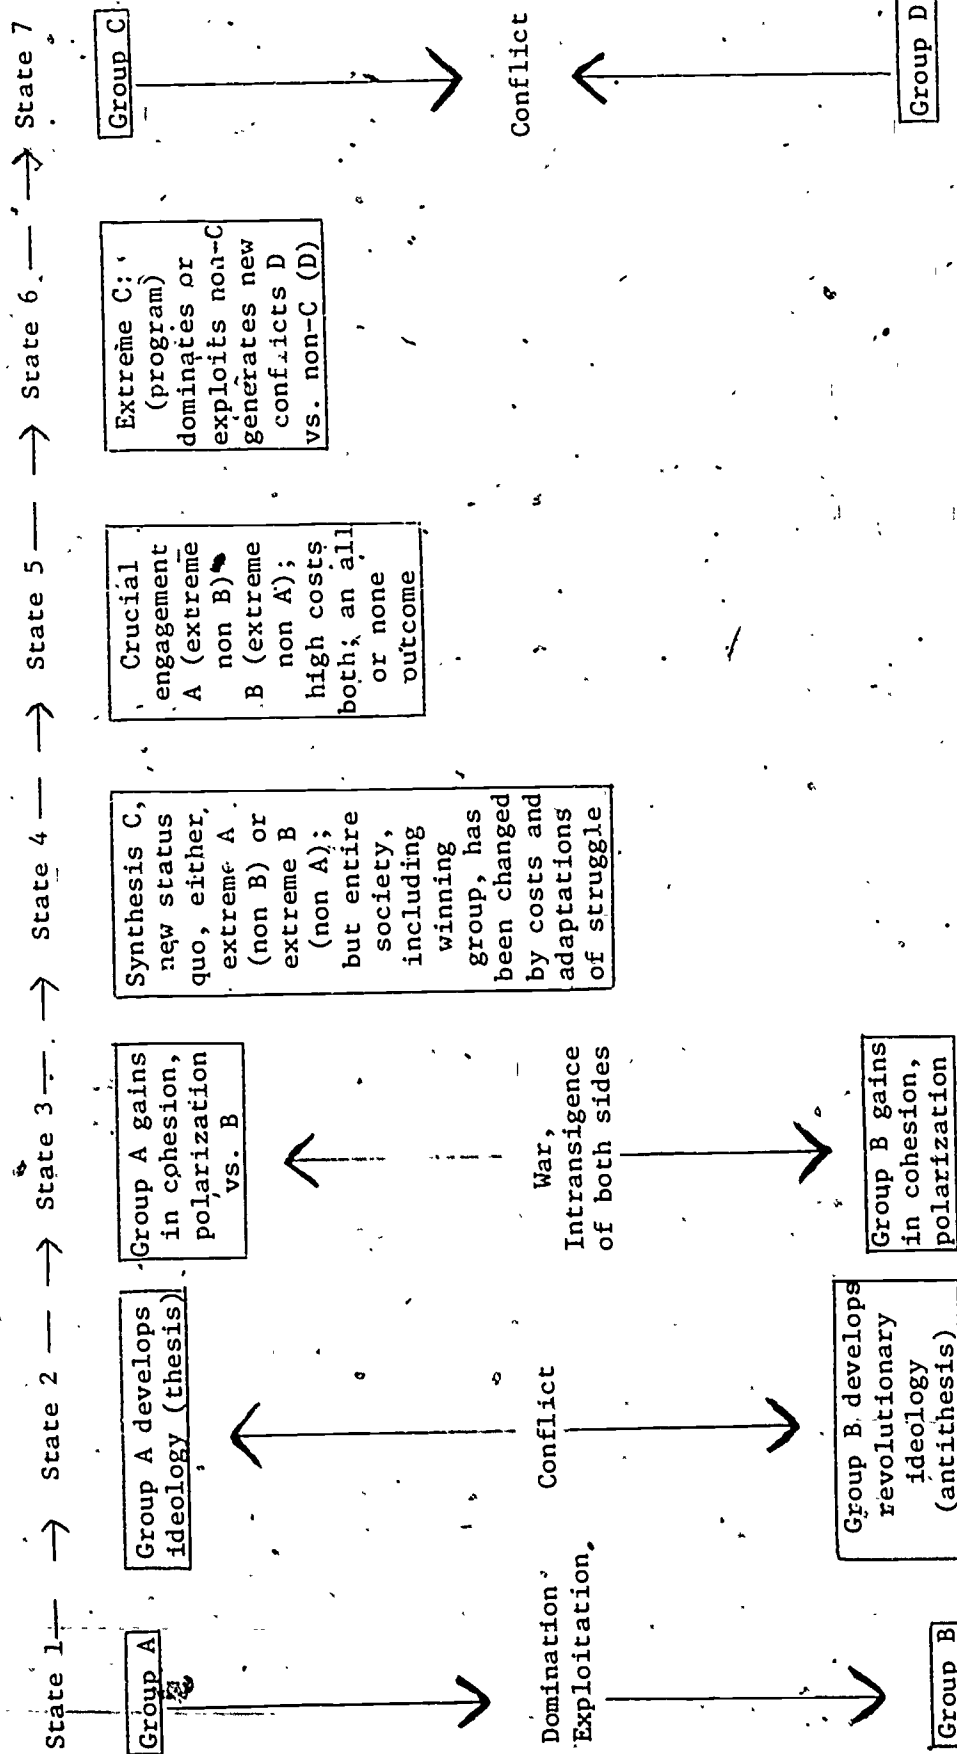 State 1 → State 2 → State 3 → State 4 → State 5 → State 6 → State 7
Group A
Domination
Exploitation
Group B
Group A develops
ideology (thesis)
Conflict
Group B develops
revolutionary
ideology
(antithesis)
Group A gains
in cohesion,
polarization
vs. B
War,
Intransigence
of both sides
Group B gains
in cohesion,
polarization
Synthesis C,
new status
quo, either,
extreme A
(non B) or
extreme B
(non A);
but entire
society,
including
winning
group, has
been changed
by costs and
adaptations
of struggle
Crucial
engagement
A (extreme
non B)
B (extreme
non A);
high costs
both; an all
or none
outcome
Extreme C:
(program)
dominates or
exploits non-C
generates new
conflicts D
vs. non-C (D)
Group C
Conflict
Group D